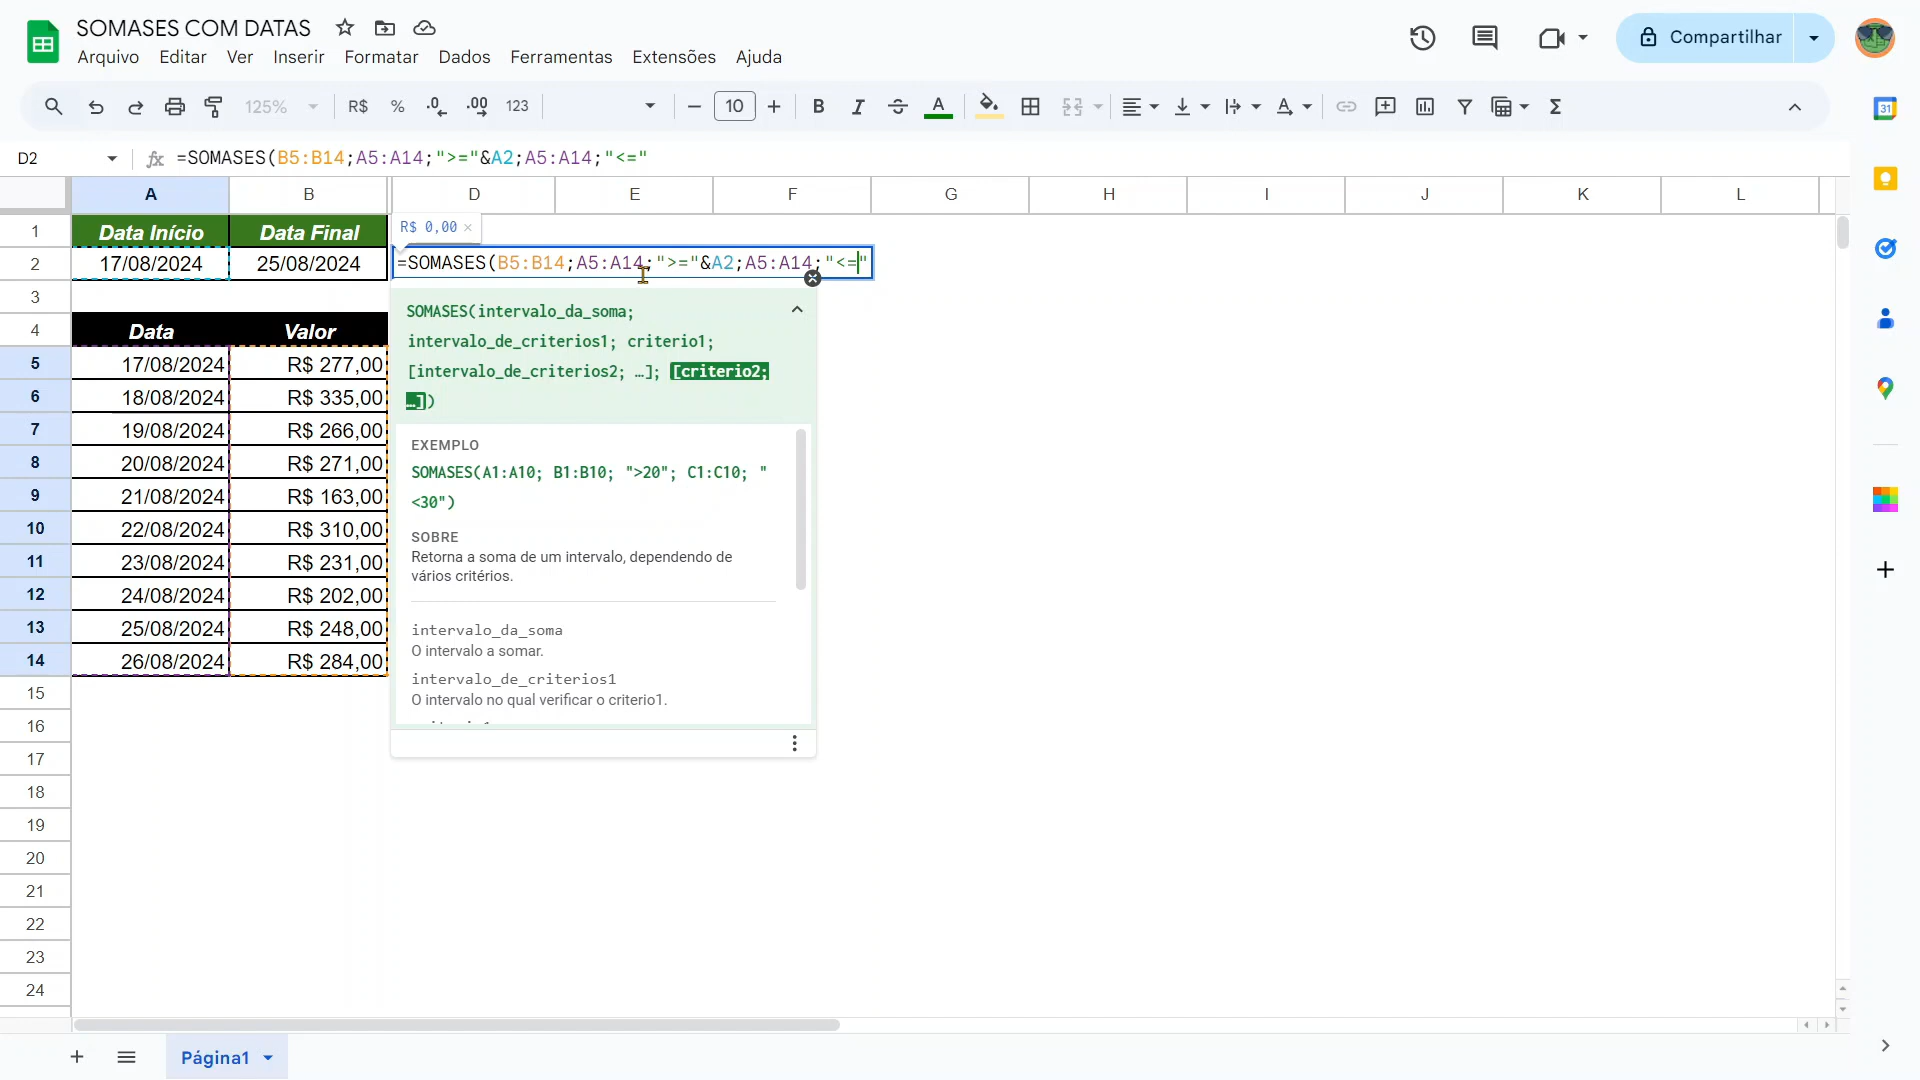 SOMASES COM DATAS
Arquivo Editar Ver Inserir Formatar Dados Ferramentas Extensões Ajuda
Compartilhar
125% R$ % .0 .00 123 10 B I A A Σ
31
D2 fx =SOMASES(B5:B14;A5:A14;">="&A2;A5:A14;"<="
A B D E F G H I J K L
1 Data Início Data Final R$ 0,00 ×
2 17/08/2024 25/08/2024 =SOMASES(B5:B14;A5:A14;">="&A2;A5:A14;"<="
3
4 Data Valor
5 17/08/2024 R$ 277,00
6 18/08/2024 R$ 335,00
7 19/08/2024 R$ 266,00
8 20/08/2024 R$ 271,00
9 21/08/2024 R$ 163,00
10 22/08/2024 R$ 310,00
11 23/08/2024 R$ 231,00
12 24/08/2024 R$ 202,00
13 25/08/2024 R$ 248,00
14 26/08/2024 R$ 284,00
15
16
17
18
19
20
21
22
23
24
SOMASES(intervalo_da_soma;
intervalo_de_criterios1; criterio1;
[intervalo_de_criterios2; …]; [criterio2;
…])
EXEMPLO
SOMASES(A1:A10; B1:B10; ">20"; C1:C10; "
<30")
SOBRE
Retorna a soma de um intervalo, dependendo de
vários critérios.
intervalo_da_soma
O intervalo a somar.
intervalo_de_criterios1
O intervalo no qual verificar o criterio1.
Página1